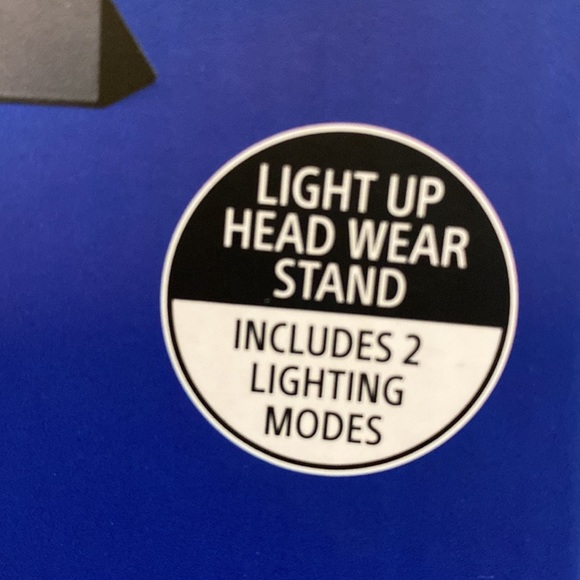 LIGHT UP
HEAD WEAR
STAND
INCLUDES 2
LIGHTING
MODES